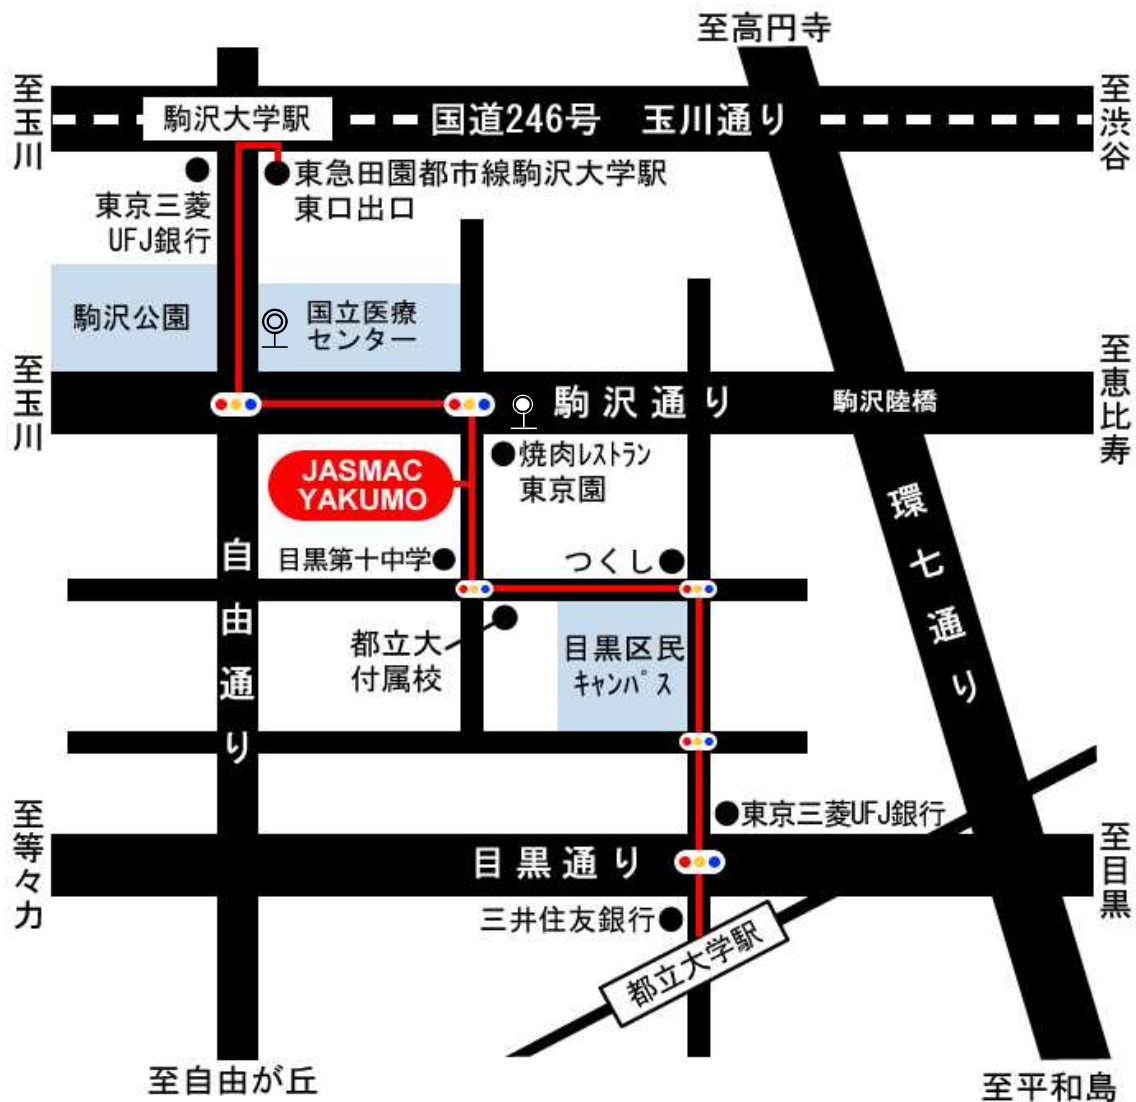 至高円寺
至玉川
駒沢大学駅
国道246号 玉川通り
至渋谷
東急田園都市線駒沢大学駅
東口出口
東京三菱
UFJ銀行
駒沢公園
国立医療
センター
至玉川
駒沢通り
駒沢陸橋
至恵比寿
焼肉レストラン
東京園
JASMAC
YAKUMO
環七通り
自由通り
目黒第十中学
つくし
都立大
付属校
目黒区民
キャンパス
東京三菱UFJ銀行
至等々力
目黒通り
至目黒
三井住友銀行
都立大学駅
至自由が丘
至平和島